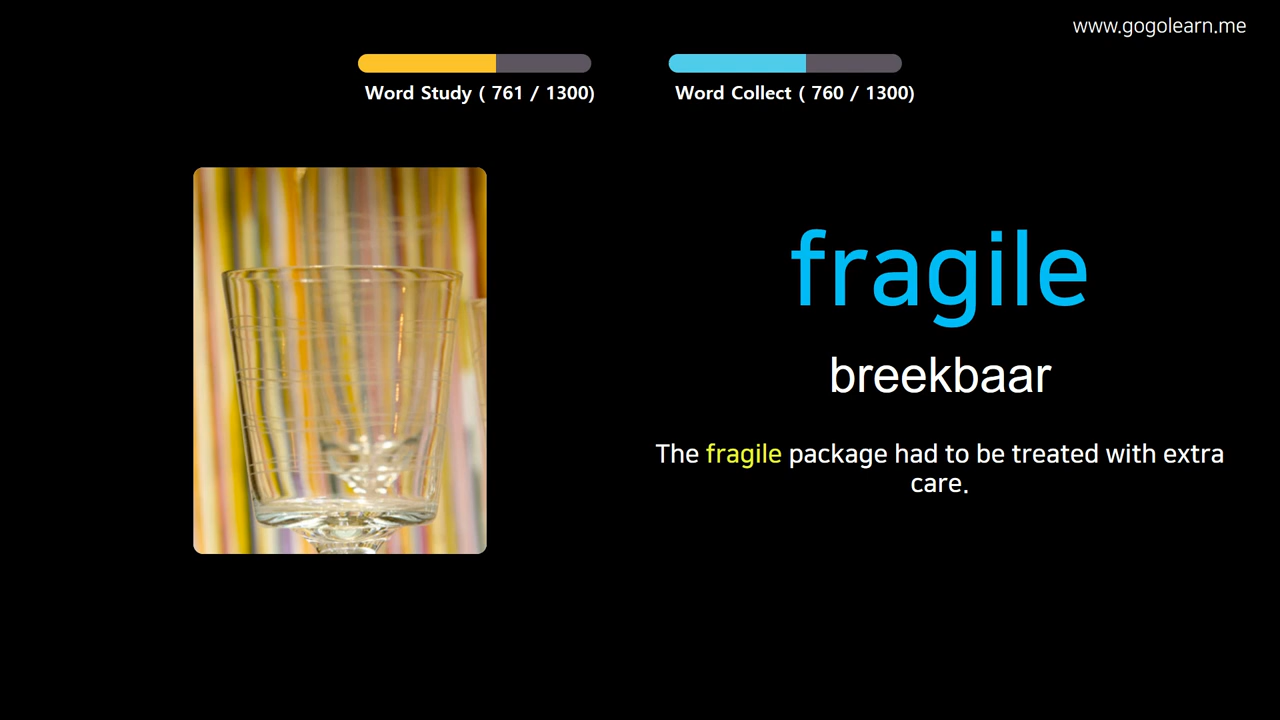 www.gogolearn.me
Word Study ( 761 / 1300)
Word Collect ( 760 / 1300)
fragile
breekbaar
The fragile package had to be treated with extra
care.